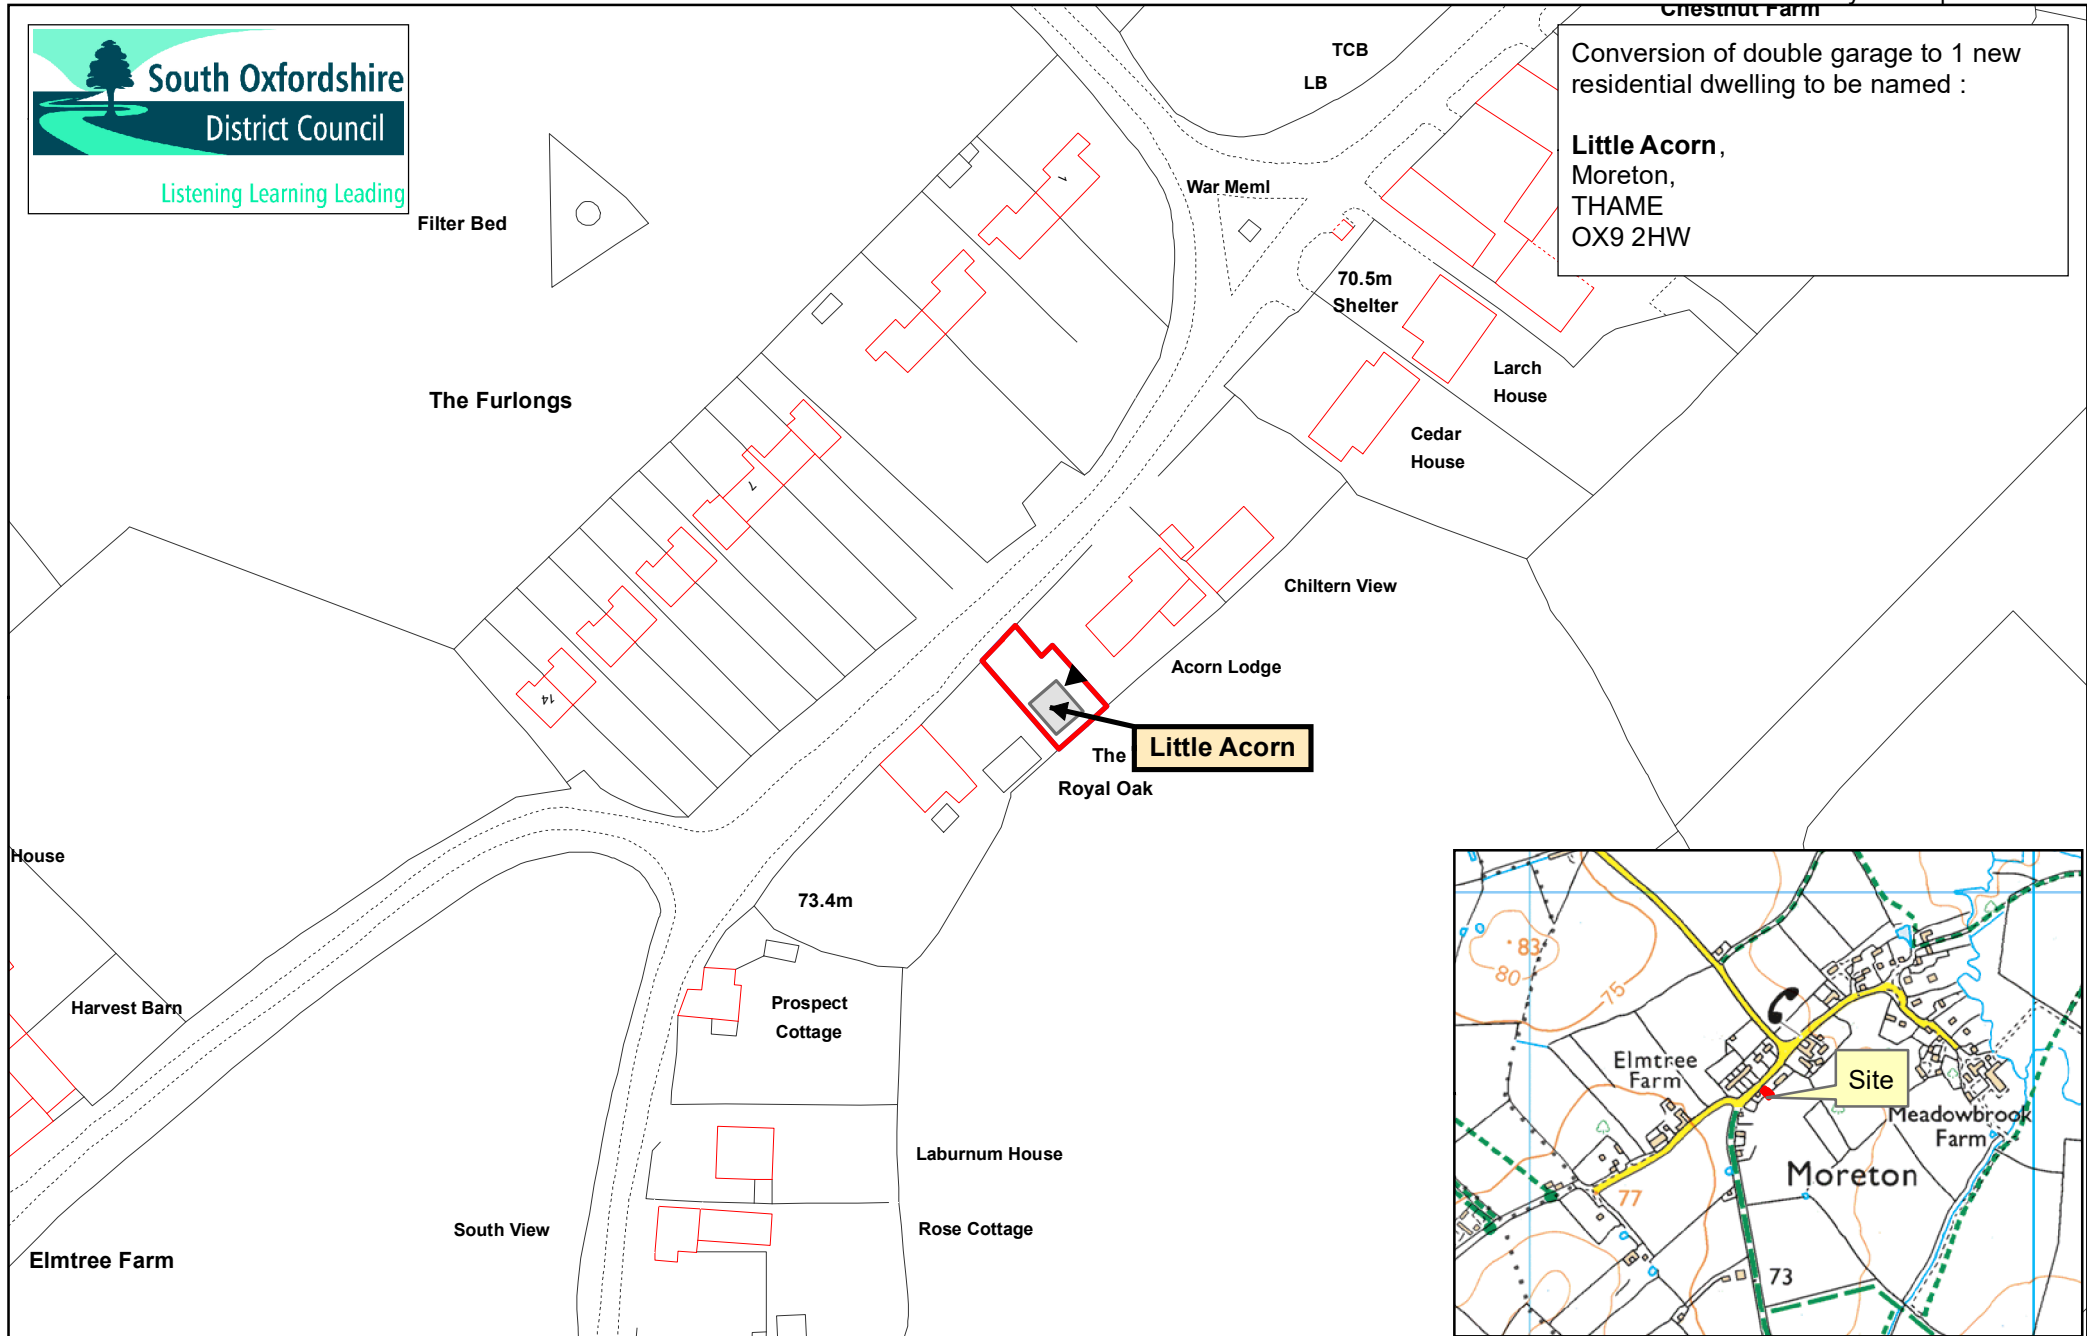 Chestnut Farm
South Oxfordshire
District Council
Listening Learning Leading
Conversion of double garage to 1 new
residential dwelling to be named :
Little Acorn,
Moreton,
THAME
OX9 2HW
TCB
LB
War Meml
Filter Bed
1
70.5m
Shelter
Larch
House
The Furlongs
Cedar
House
7
Chiltern View
Acorn Lodge
14
Little Acorn
The
Royal Oak
House
73.4m
Harvest Barn
Prospect
Cottage
Laburnum House
South View
Rose Cottage
Elmtree Farm
83
80
75
Elmtree
Farm
Site
Meadowbrook
Farm
Moreton
77
73